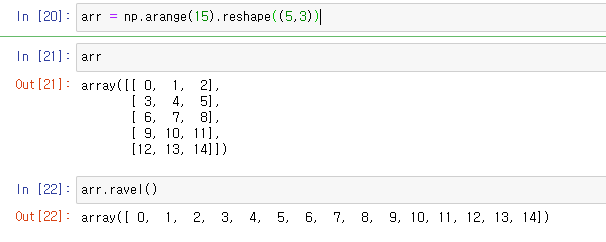 In [20]: arr = np.arange(15).reshape((5,3))
In [21]: arr
Out[21]: array([[ 0,  1,  2],
       [ 3,  4,  5],
       [ 6,  7,  8],
       [ 9, 10, 11],
       [12, 13, 14]])
In [22]: arr.ravel()
Out[22]: array([ 0,  1,  2,  3,  4,  5,  6,  7,  8,  9, 10, 11, 12, 13, 14])